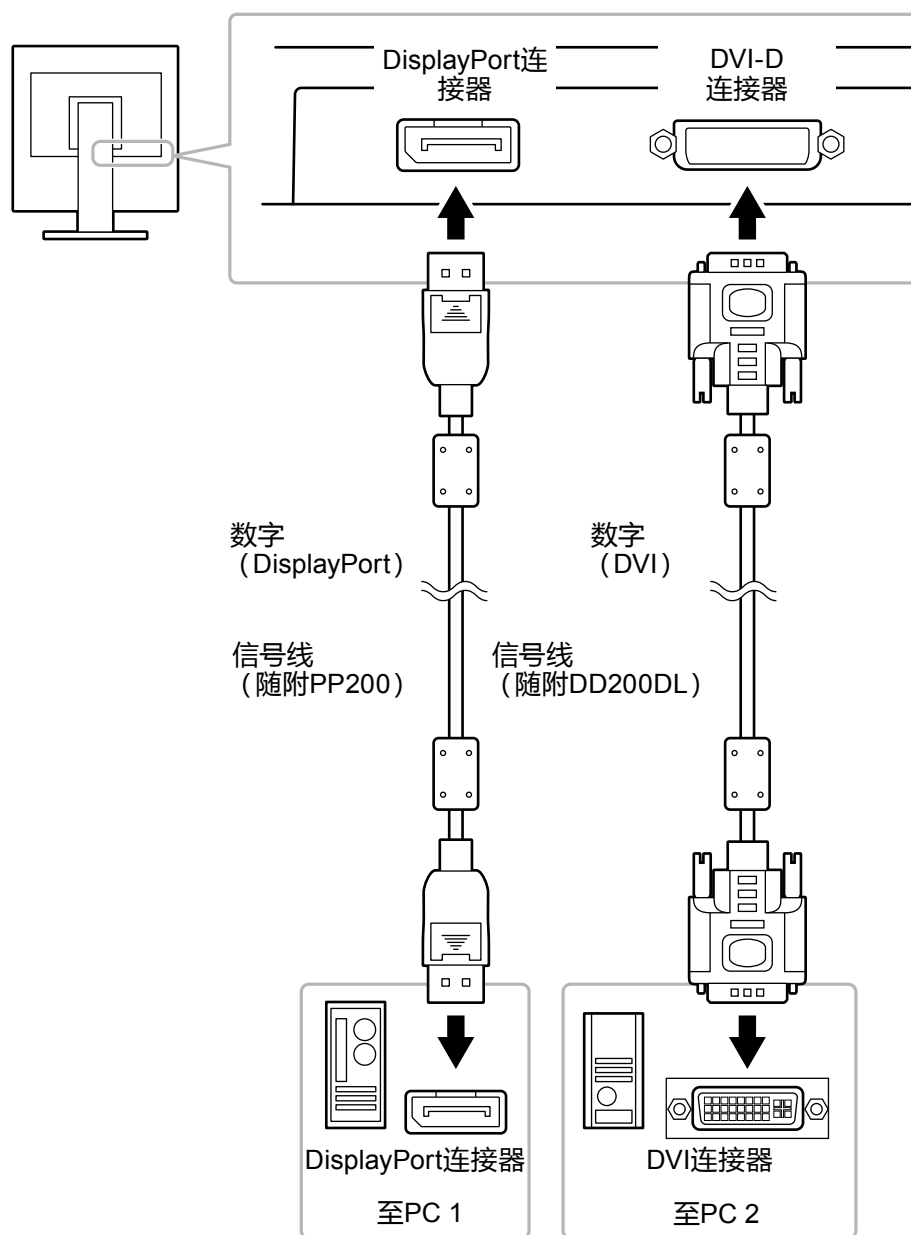 DisplayPort连
接器
DVI-D
连接器
数字
（DisplayPort）
数字
（DVI）
信号线
（随附PP200）
信号线
（随附DD200DL）
DisplayPort连接器
至PC 1
DVI连接器
至PC 2